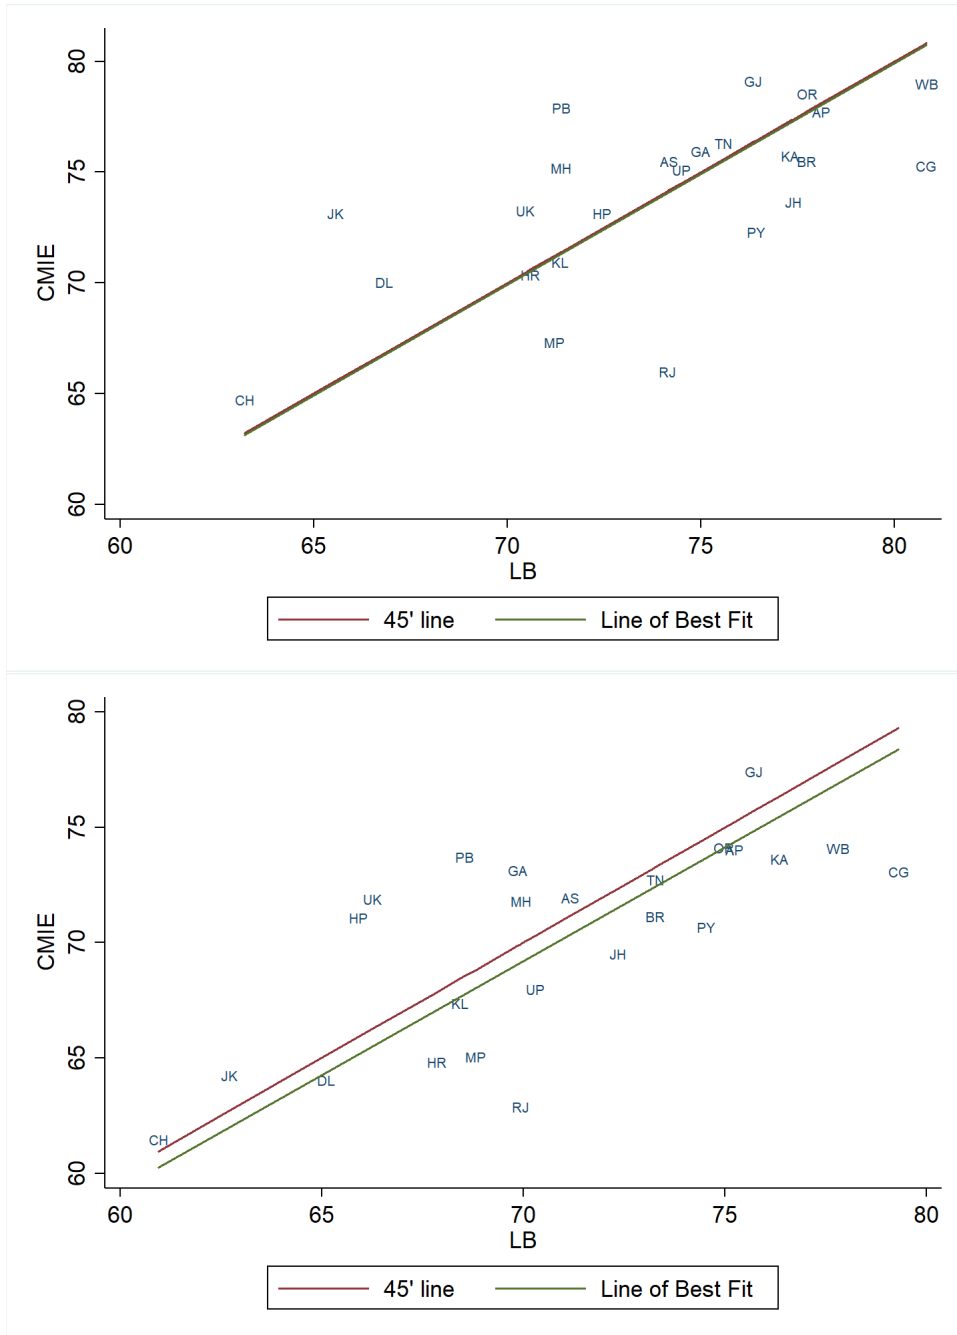 80
GJ
WB
OR
PB
AP
TN
GA
KA
75
AS
BR
MH
UP
CG
JH
JK
UK
HP
PY
CMIE
KL
70
HR
DL
MP
RJ
65
CH
60
60 65 70 75 80
LB
45' line Line of Best Fit
80
GJ
75
PB
OR
AP
WB
KA
GA
CG
TN
UK
MH
AS
HP
BR
PY
CMIE
70
JH
UP
KL
65
HR
MP
JK
DL
RJ
CH
60
60 65 70 75 80
LB
45' line Line of Best Fit